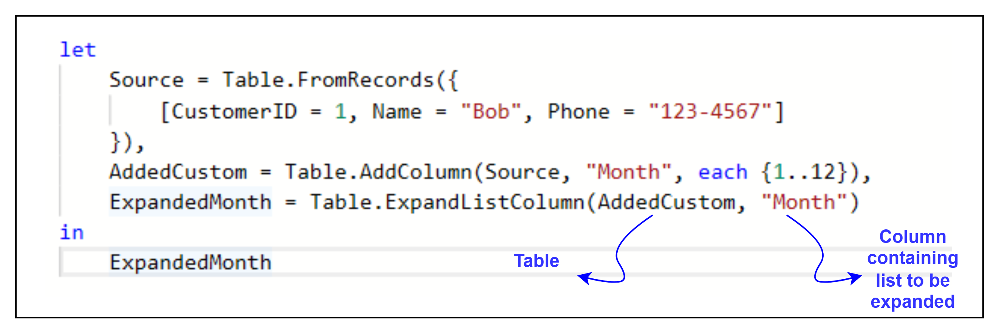 let
Source = Table.FromRecords({
[CustomerID = 1, Name = "Bob", Phone = "123-4567"]
}),
AddedCustom = Table.AddColumn(Source, "Month", each {1..12}),
ExpandedMonth = Table.ExpandListColumn(AddedCustom, "Month")
in
ExpandedMonth
Table
Column
containing
list to be
expanded